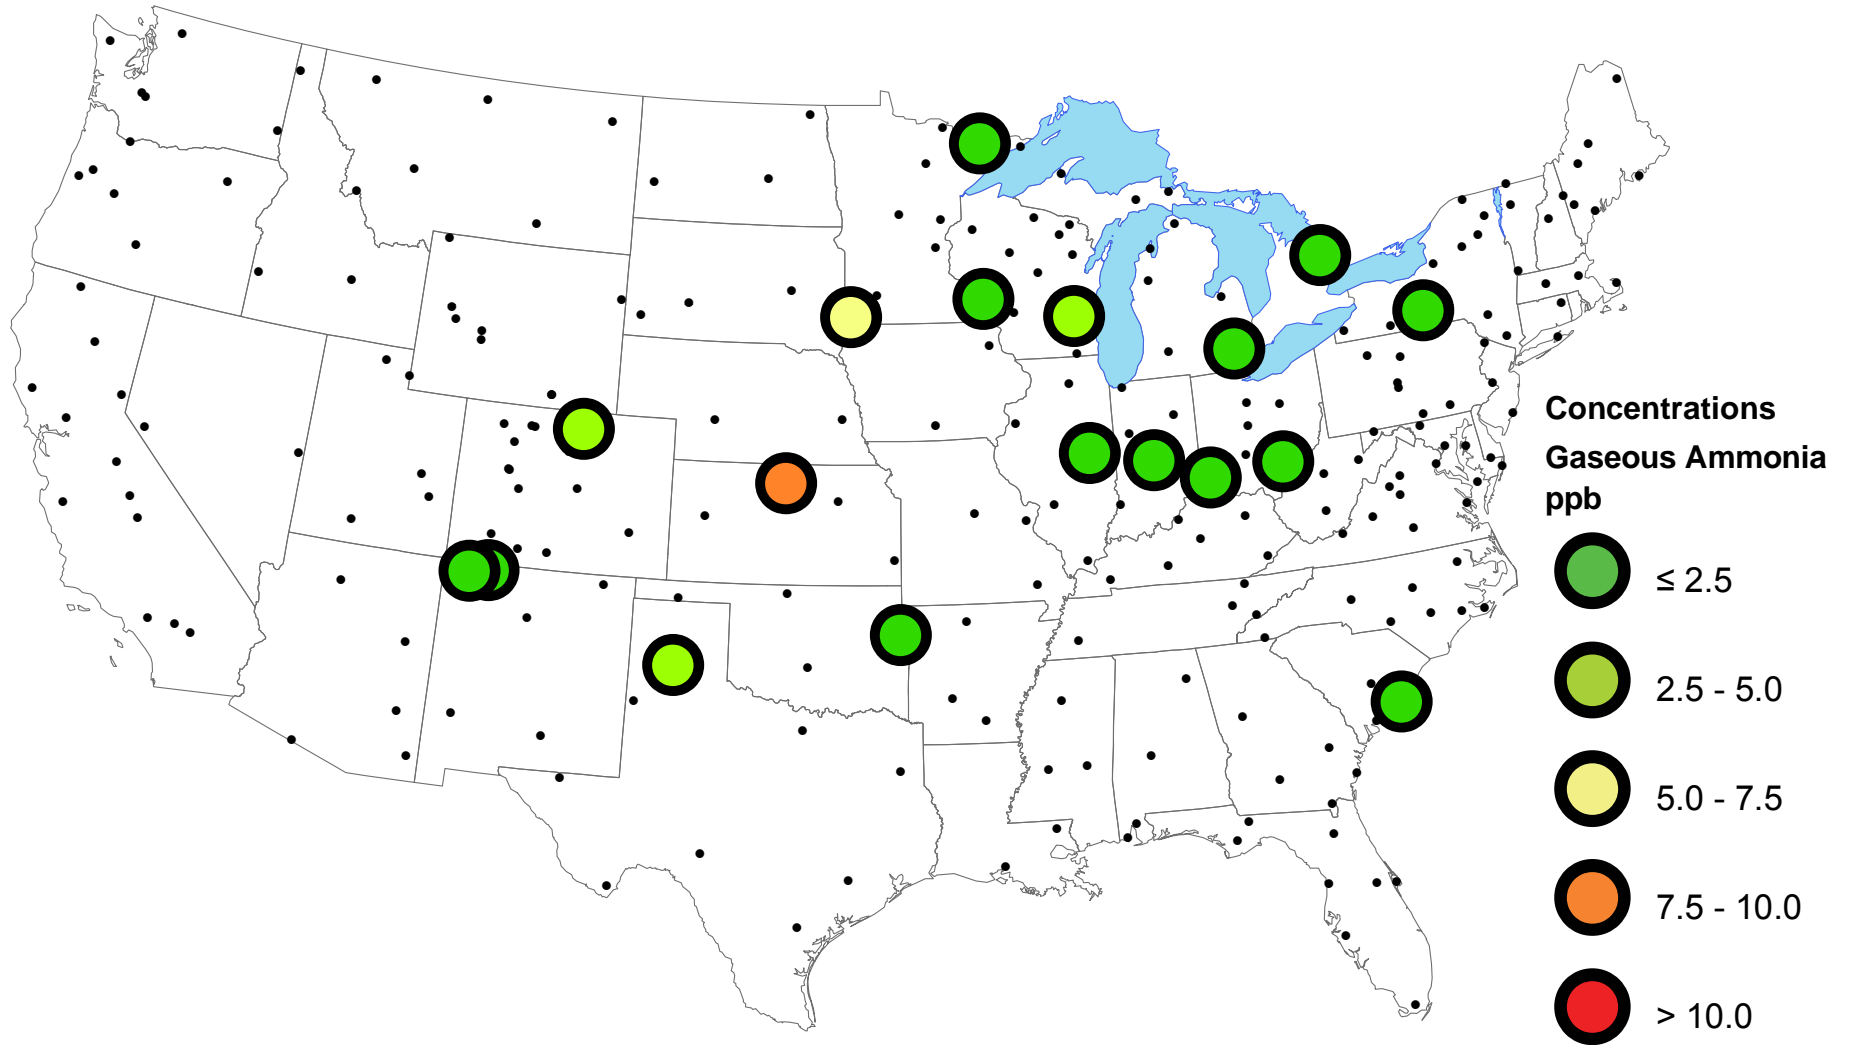 Concentrations
Gaseous Ammonia
ppb
≤ 2.5
2.5 - 5.0
5.0 - 7.5
7.5 - 10.0
> 10.0